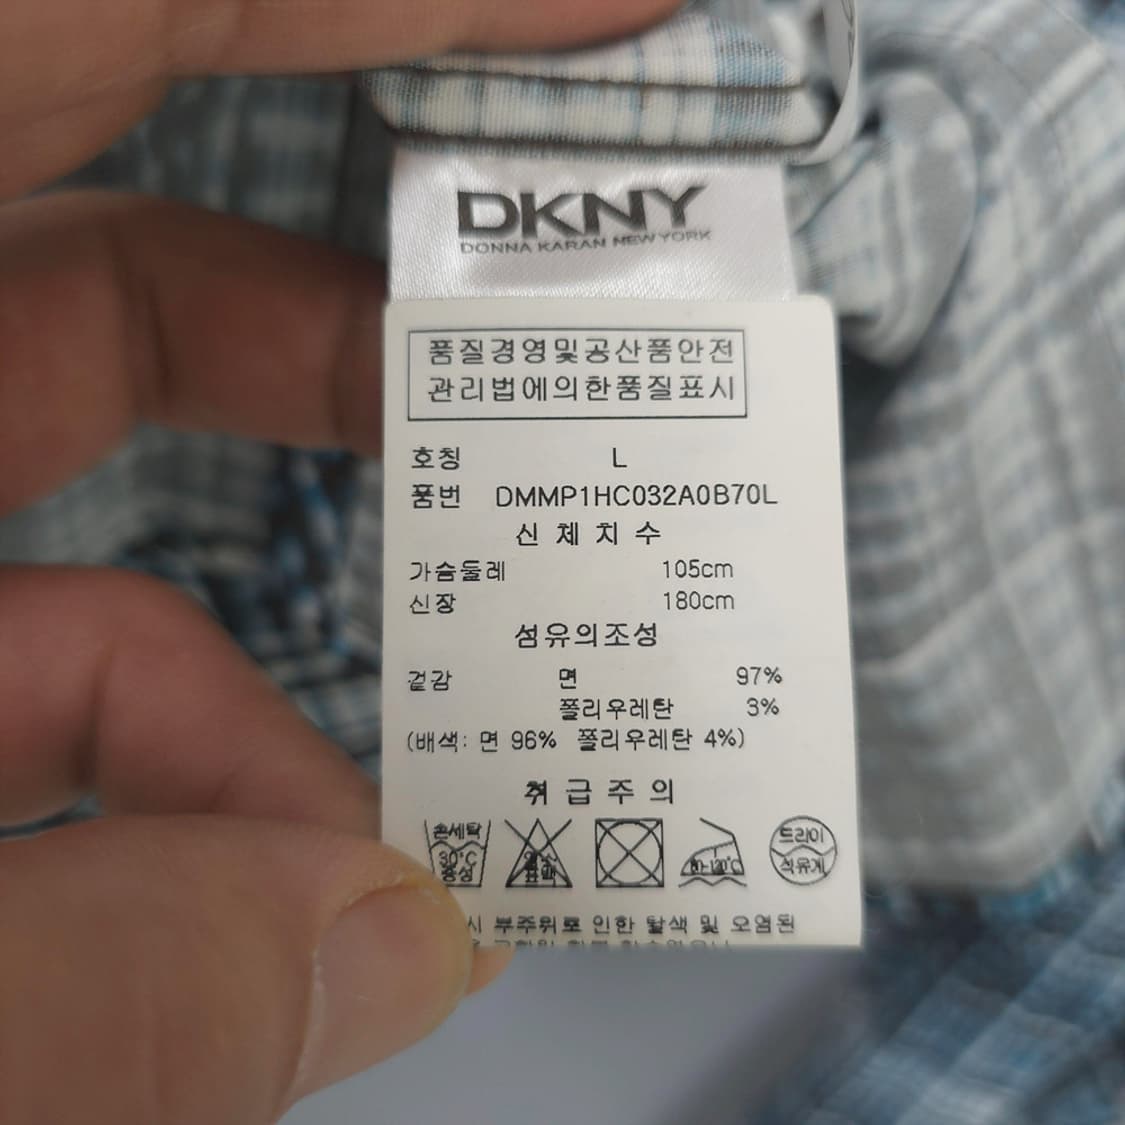 DKNY
DONNA KARAN NEW YORK
품질경영및공산품안전
관리법에의한품질표시
호칭 L
품번 DMMP1HC032A0B70L
신체치수
가슴둘레 105cm
신장 180cm
섬유의조성
겉감 면 97%
폴리우레탄 3%
(배색: 면 96% 폴리우레탄 4%)
취급주의
손세탁 30°C 중성
80-120°C
드라이 석유계
시 부주위로 인한 탈색 및 오염된